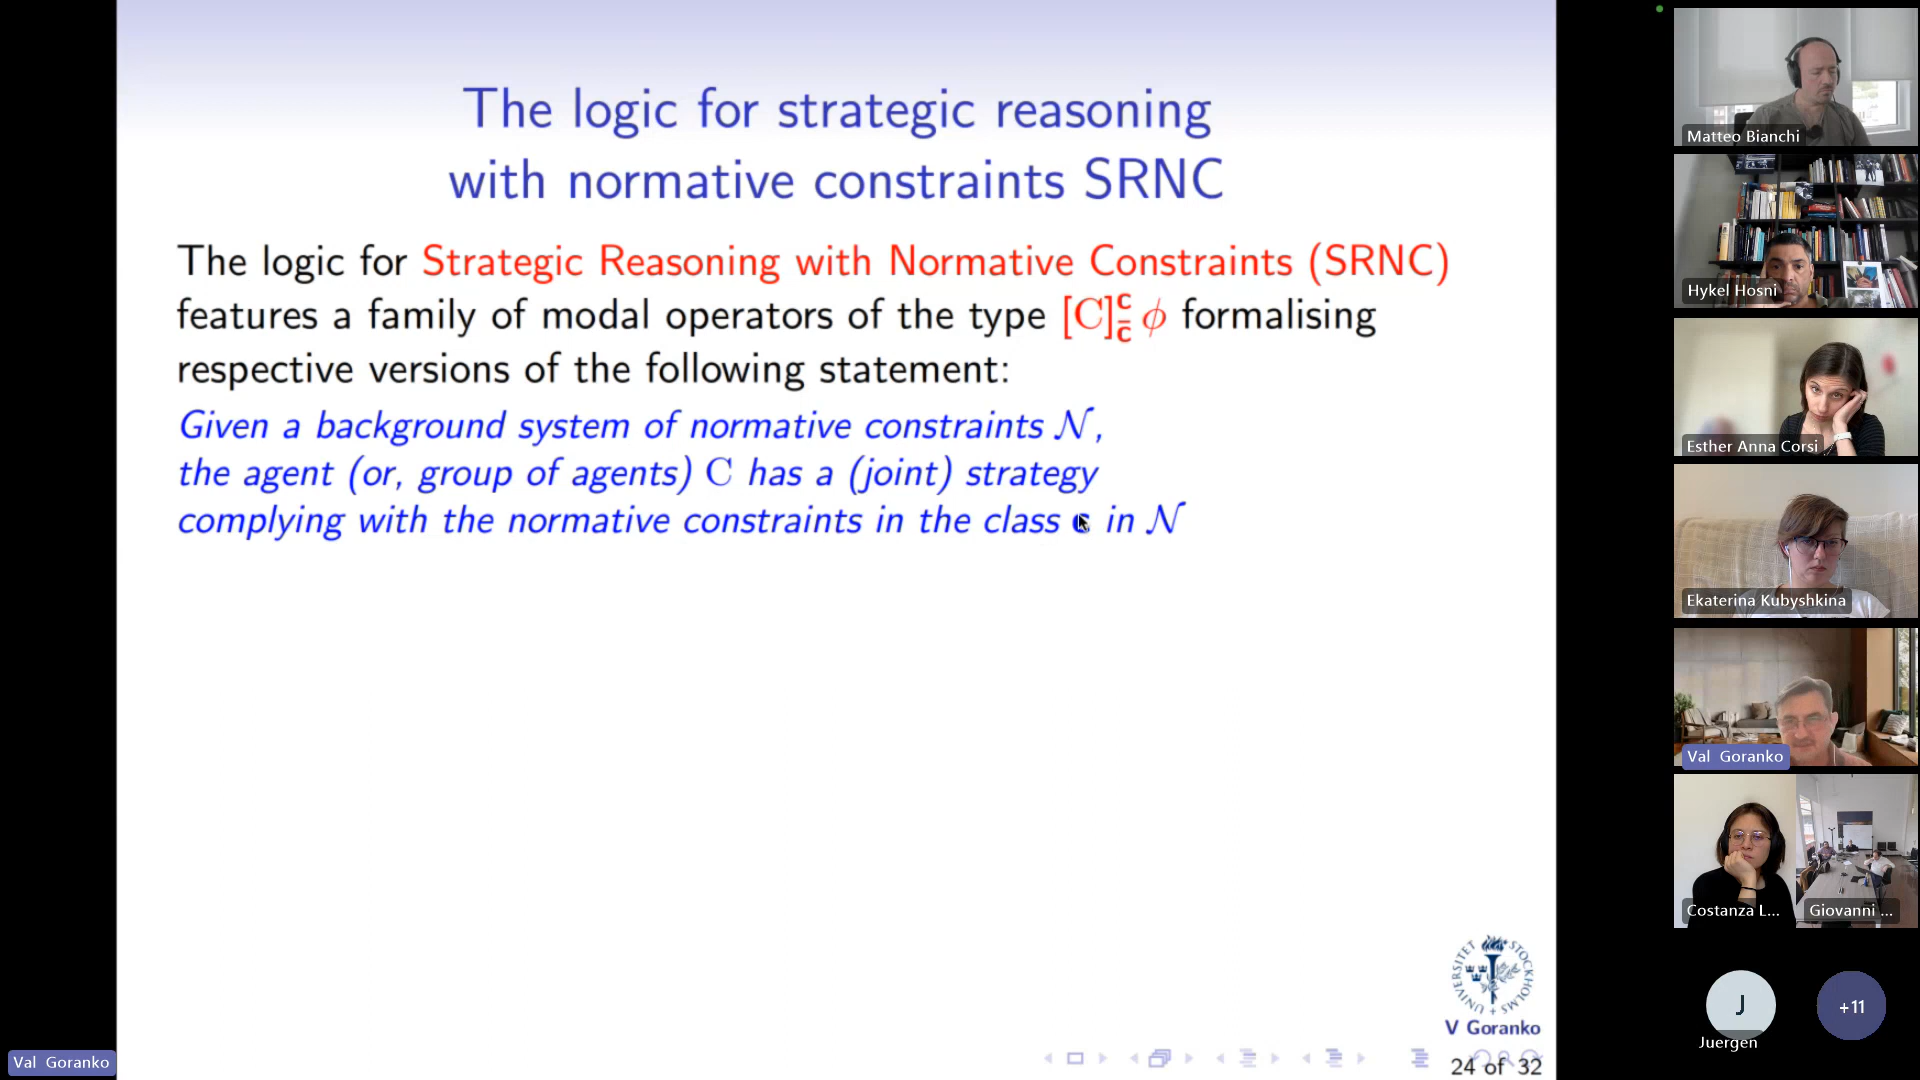 The logic for strategic reasoning
with normative constraints SRNC
The logic for Strategic Reasoning with Normative Constraints (SRNC)
features a family of modal operators of the type [C]^c_c̄ ϕ formalising
respective versions of the following statement:
Given a background system of normative constraints 𝒩,
the agent (or, group of agents) C has a (joint) strategy
complying with the normative constraints in the class c in 𝒩
STOCKHOLMS UNIVERSITET
V Goranko
24 of 32
Val Goranko
Matteo Bianchi
Hykel Hosni
Esther Anna Corsi
Ekaterina Kubyshkina
Val Goranko
Costanza L...
Giovanni ...
J
Juergen
+11